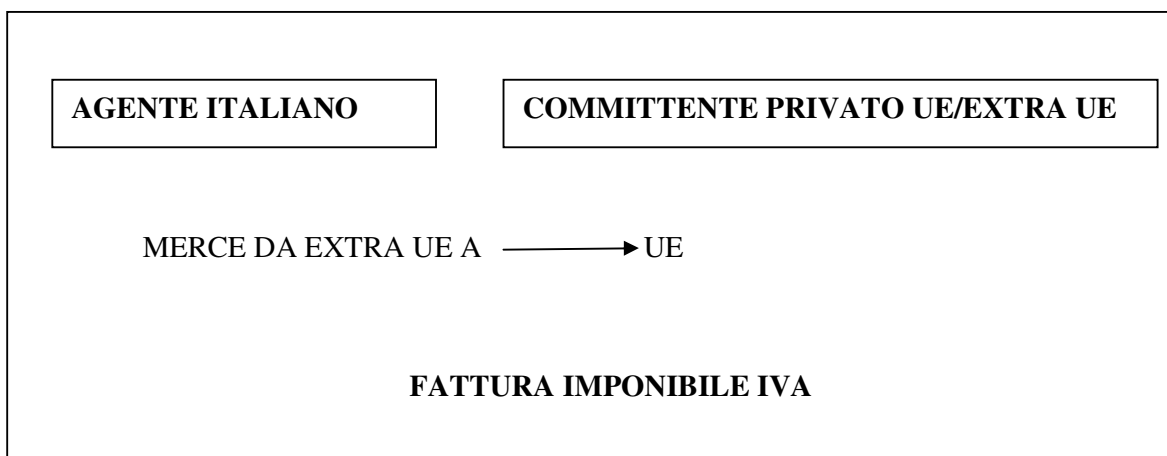 AGENTE ITALIANO
COMMITTENTE PRIVATO UE/EXTRA UE
MERCE DA EXTRA UE A UE
FATTURA IMPONIBILE IVA